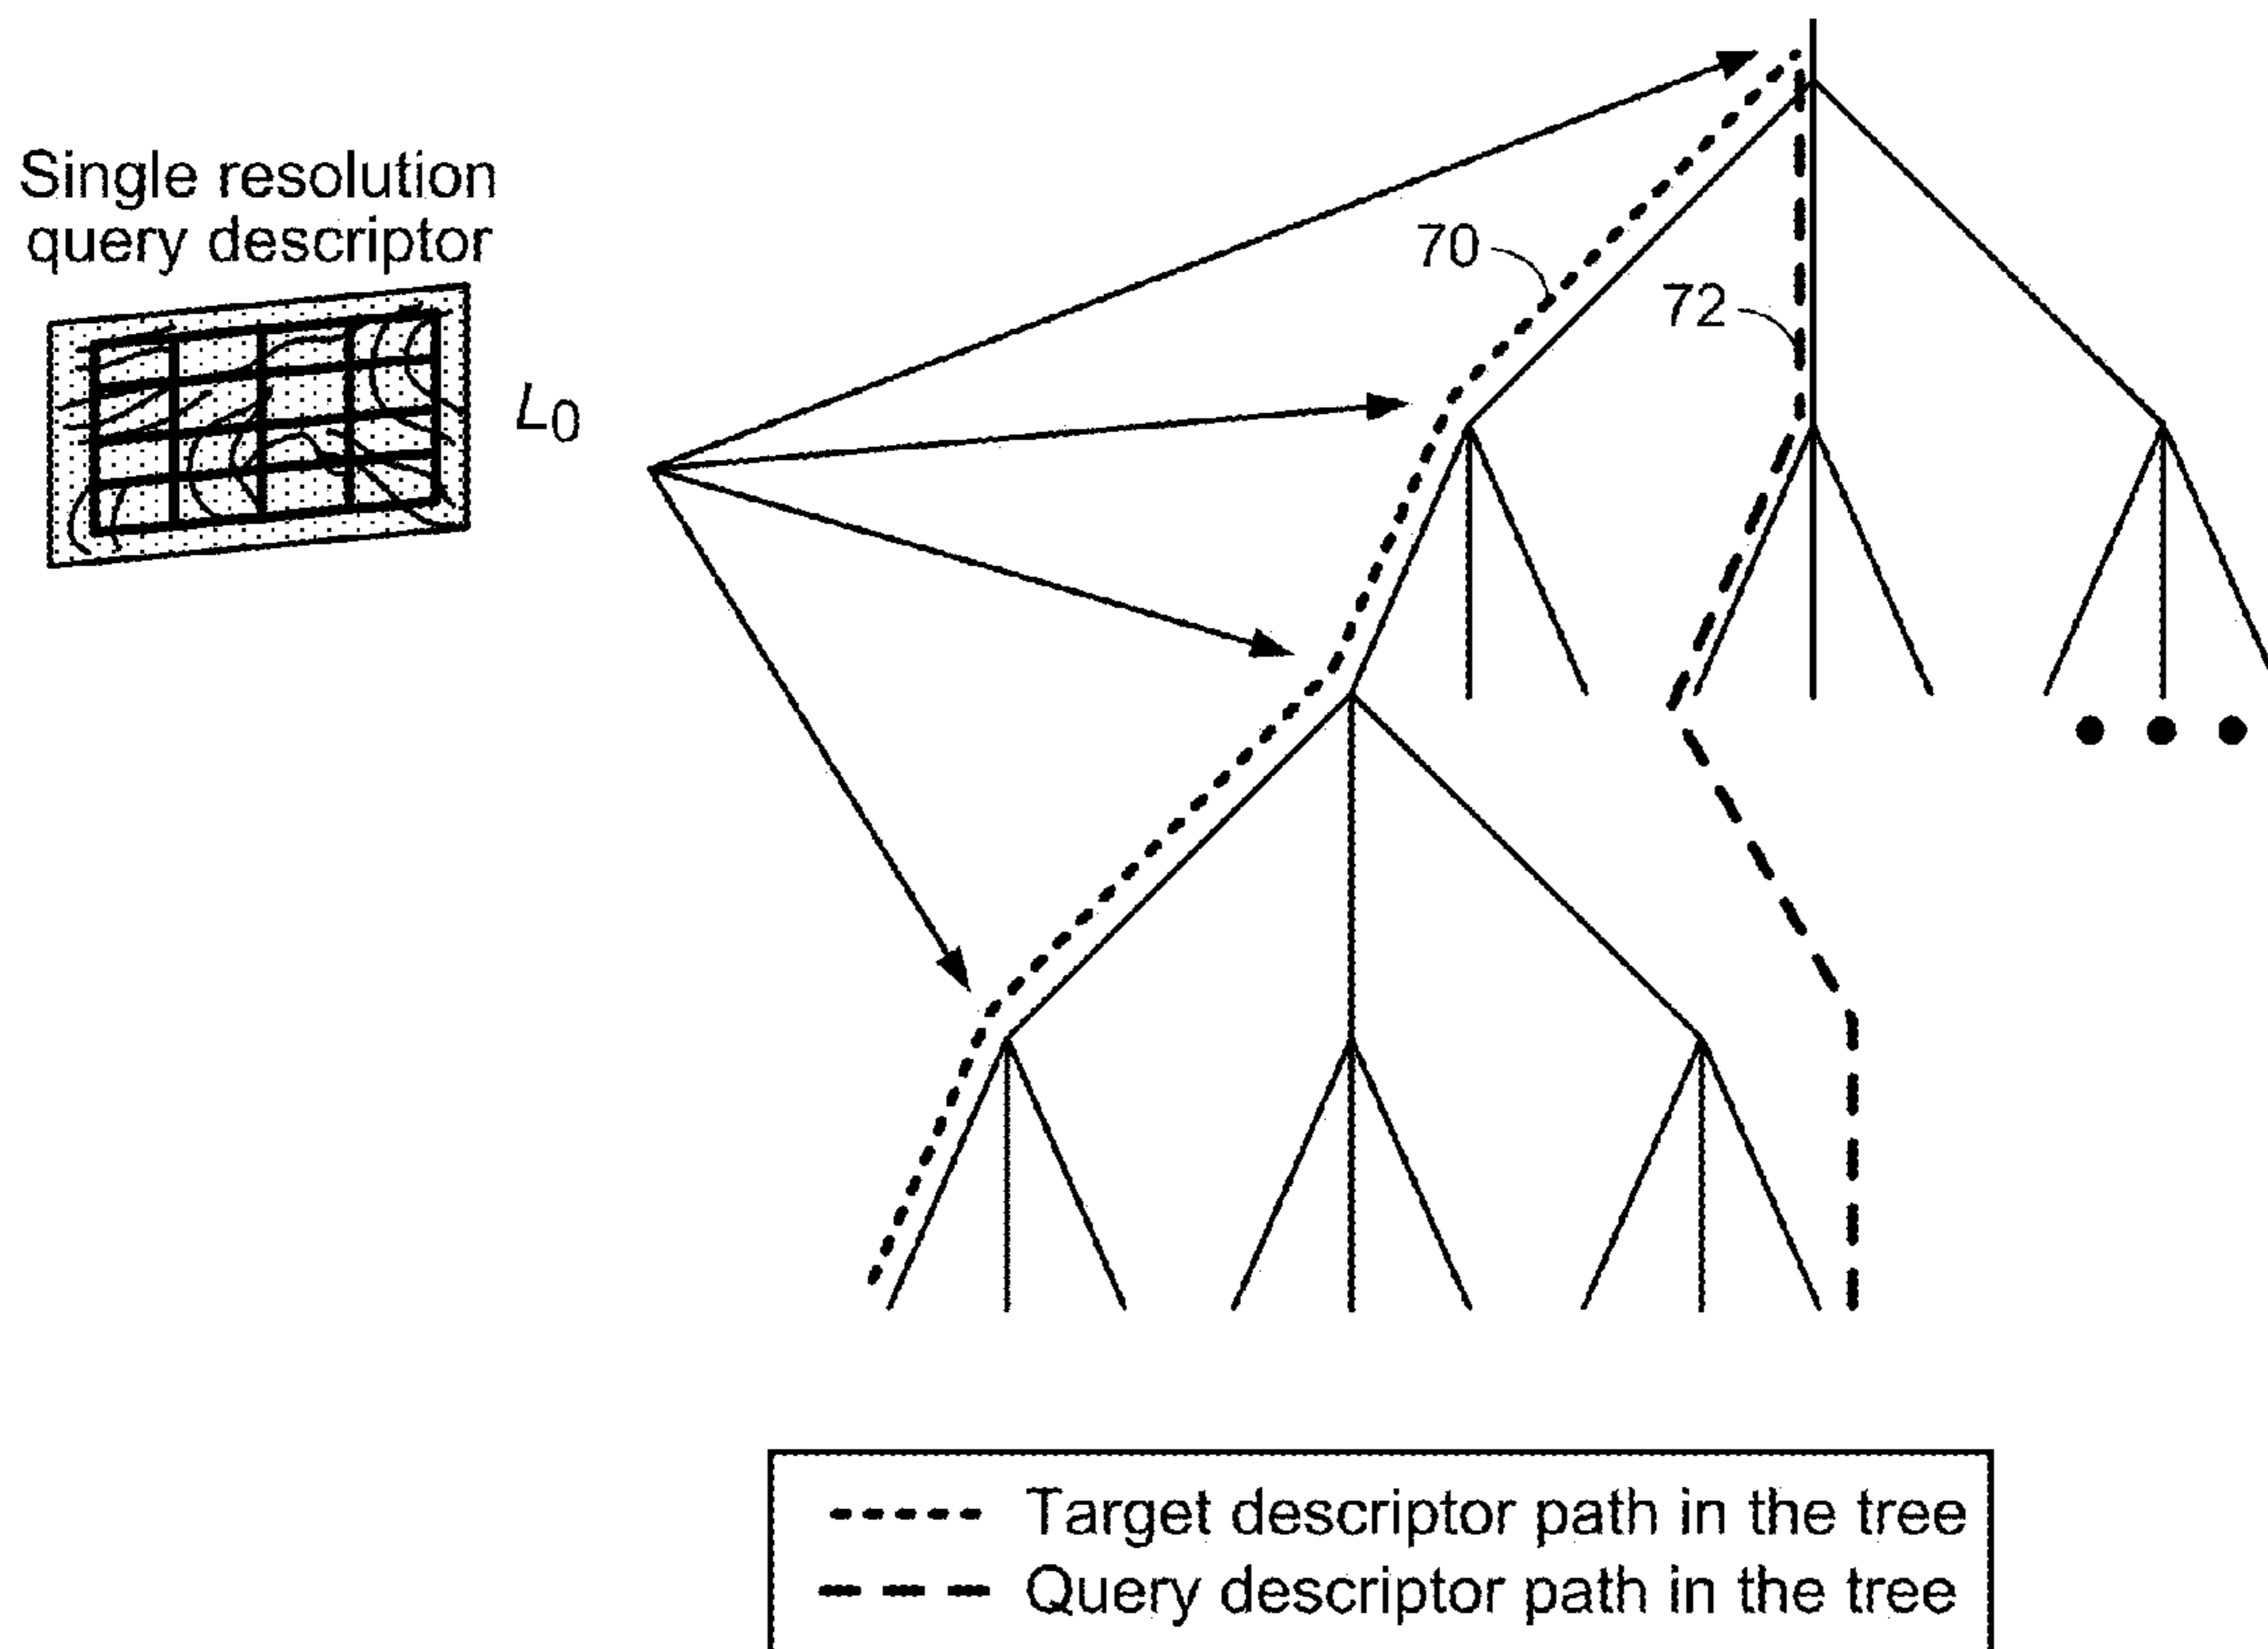 Single resolution
query descriptor
L0
70
72
Target descriptor path in the tree
Query descriptor path in the tree